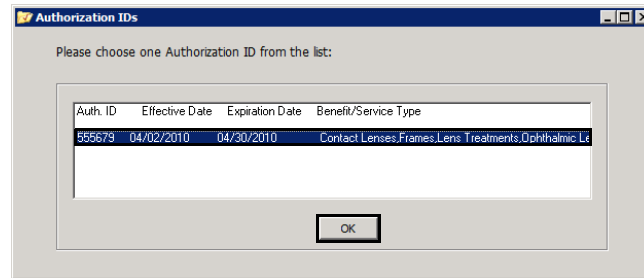 Authorization IDs
Please choose one Authorization ID from the list:
Auth. ID Effective Date Expiration Date Benefit/Service Type
555679 04/02/2010 04/30/2010 Contact Lenses,Frames,Lens Treatments,Ophthalmic Le
OK